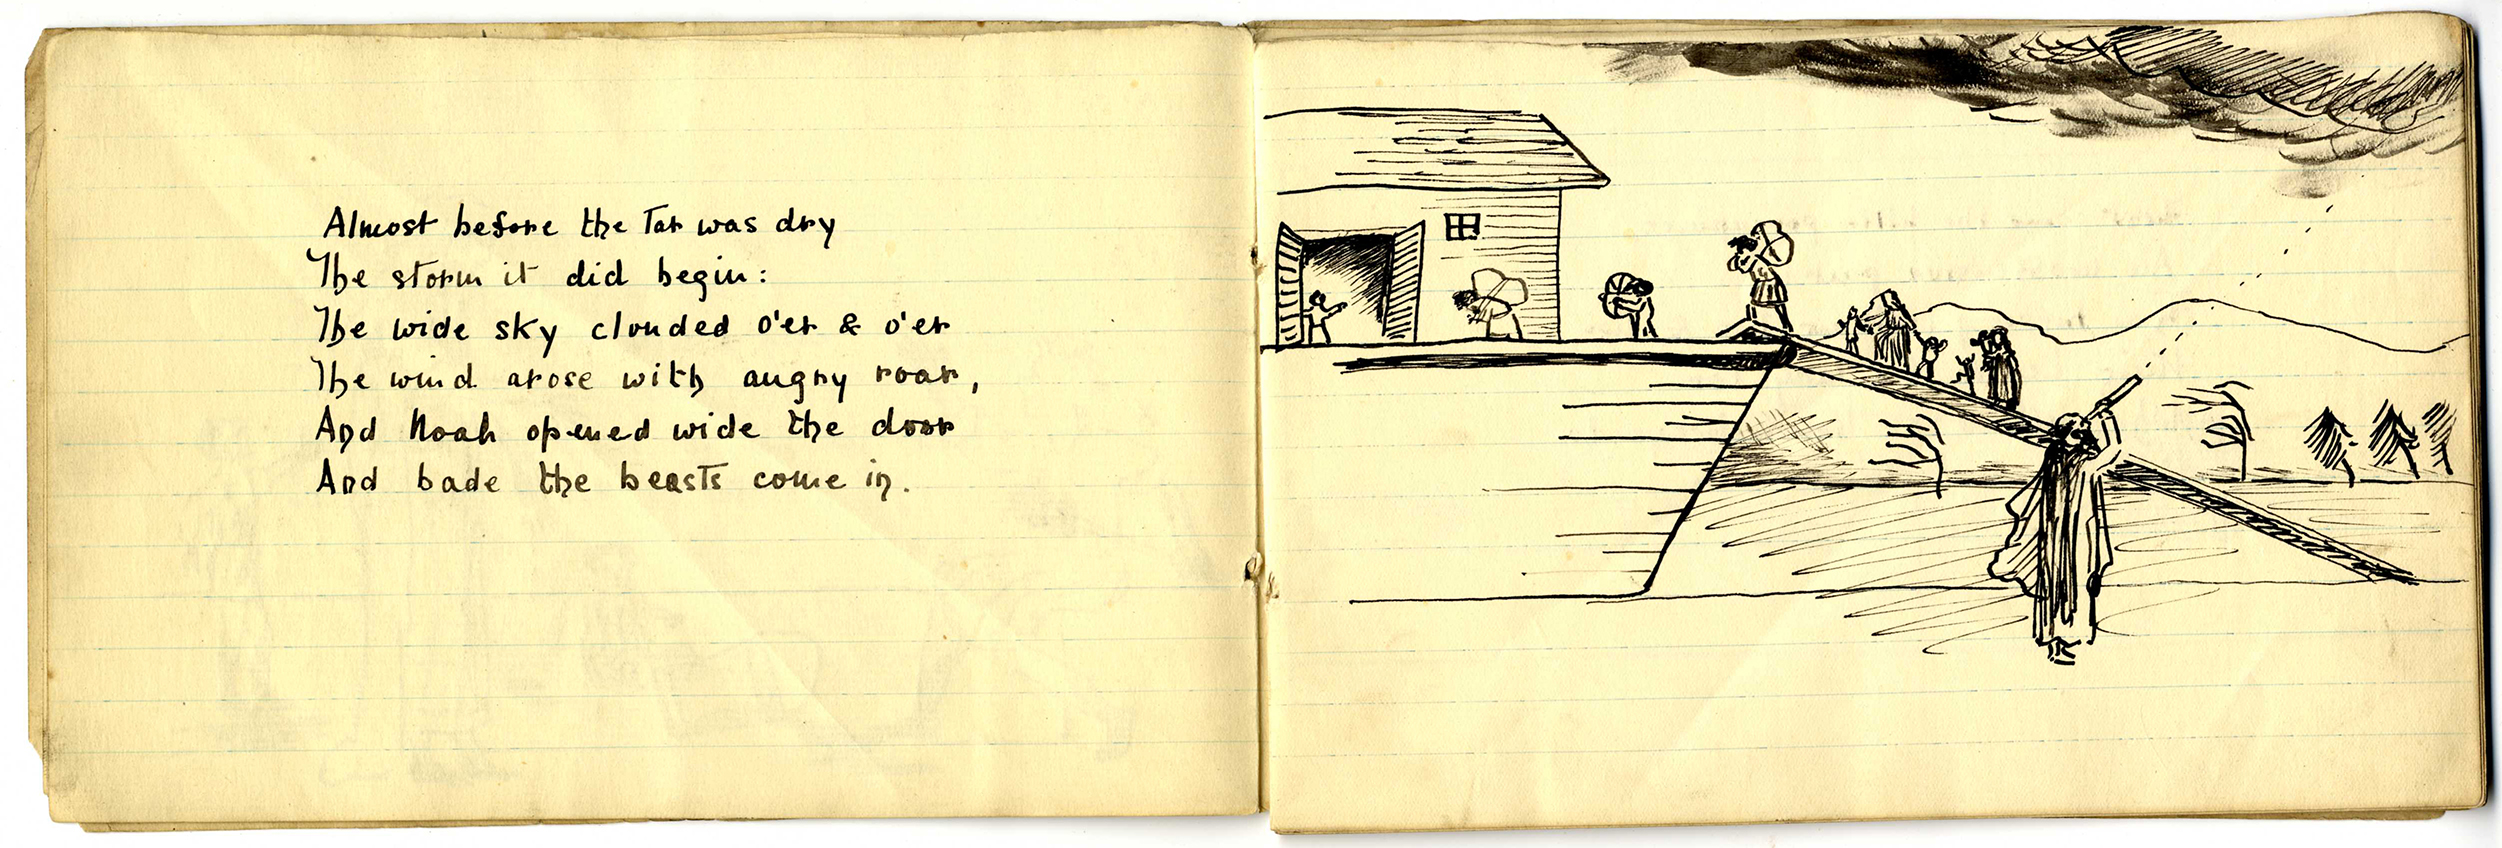 Almost before the Tar was dry
The storm it did begin:
The wide sky clouded o'er & o'er
The wind arose with angry roar,
And Noah opened wide the door
And bade the beasts come in.